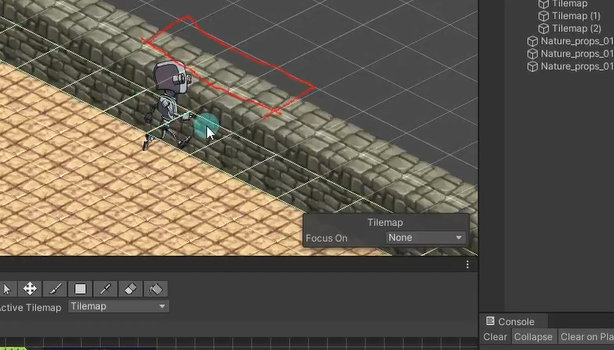 Tilemap
Tilemap (1)
Tilemap (2)
Nature_props_01
Nature_props_01
Nature_props_01
Tilemap
Focus On
None
Active Tilemap
Tilemap
Console
Clear
Collapse
Clear on Pla